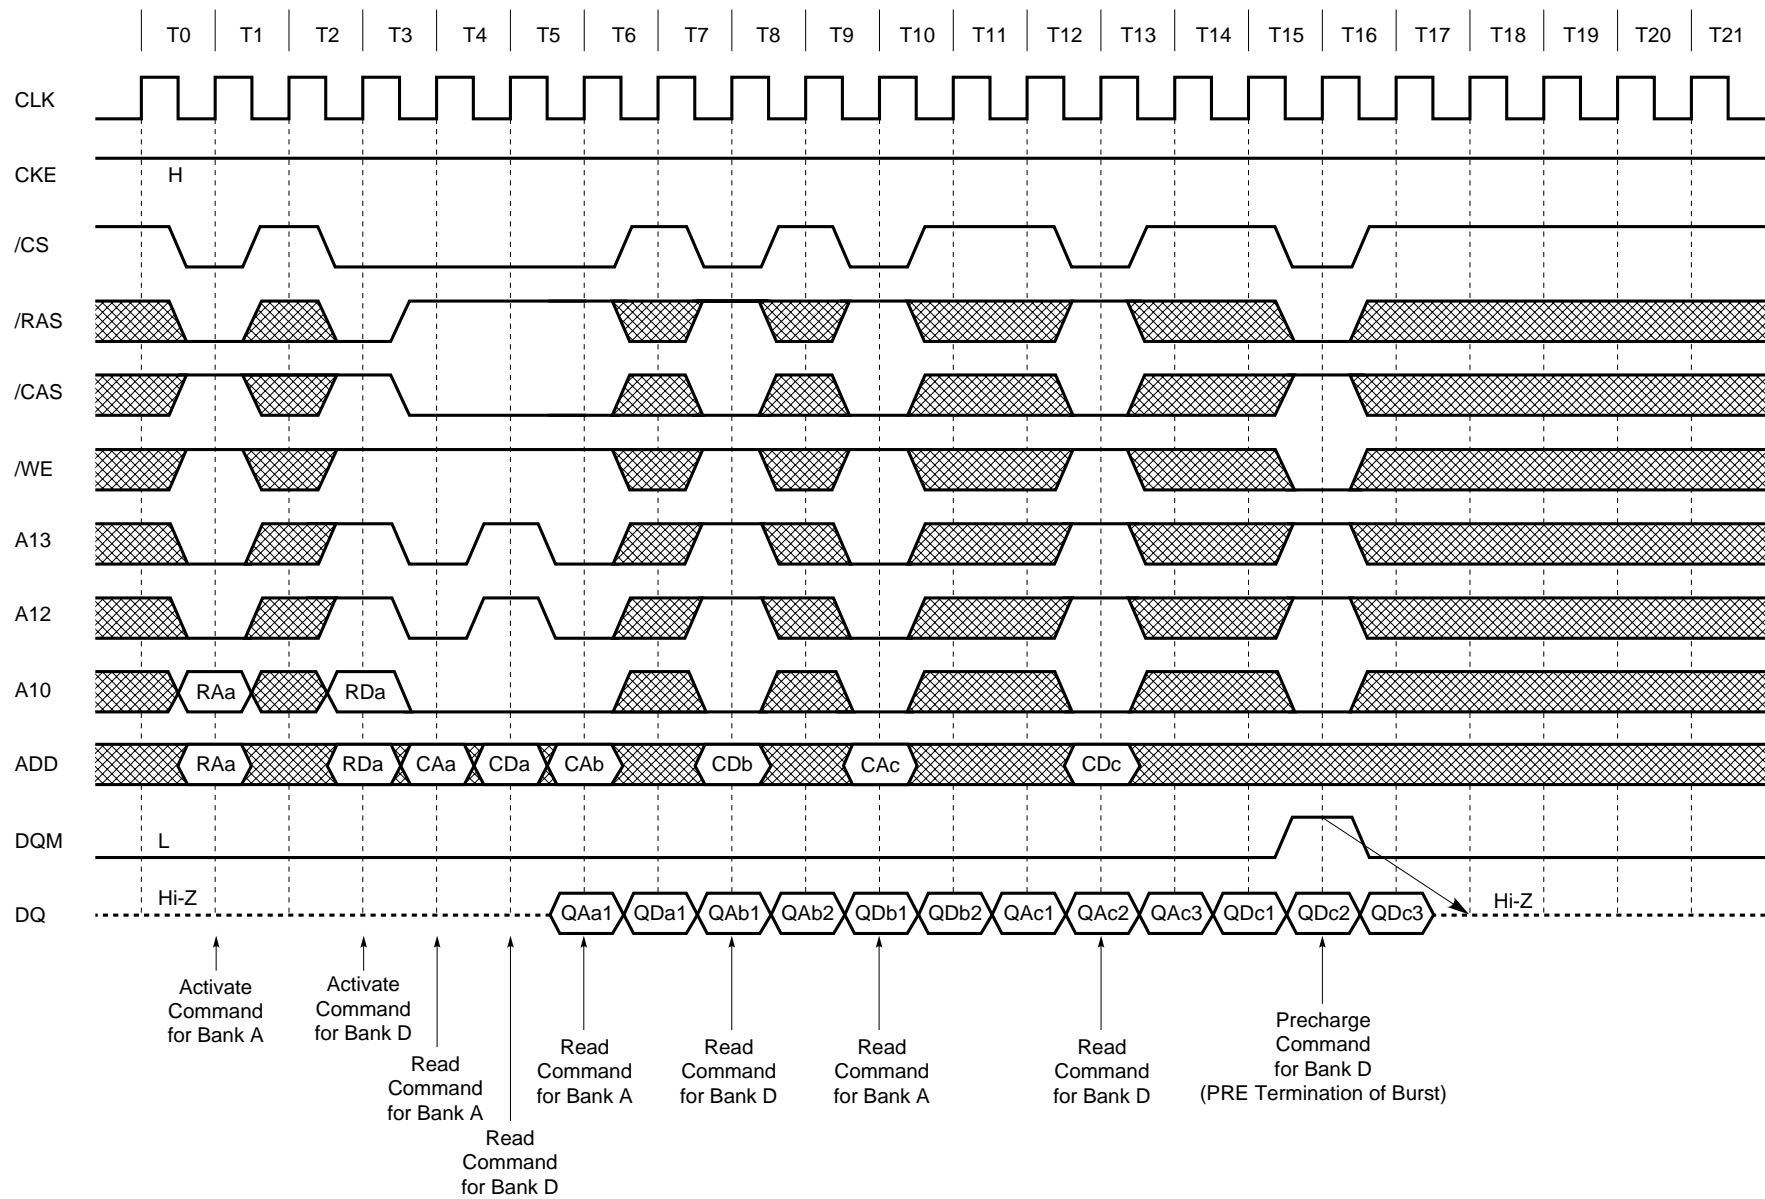 T0 T1 T2 T3 T4 T5 T6 T7 T8 T9 T10 T11 T12 T13 T14 T15 T16 T17 T18 T19 T20 T21
CLK
CKE H
/CS
/RAS
/CAS
/WE
A13
A12
A10 RAa RDa
ADD RAa RDa CAa CDa CAb CDb CAc CDc
DQM L
DQ Hi-Z QAa1 QDa1 QAb1 QAb2 QDb1 QDb2 QAc1 QAc2 QAc3 QDc1 QDc2 QDc3 Hi-Z
Activate
Command
for Bank A
Activate
Command
for Bank D
Read
Command
for Bank A
Read
Command
for Bank D
Read
Command
for Bank A
Read
Command
for Bank D
Read
Command
for Bank A
Read
Command
for Bank D
Precharge
Command
for Bank D
(PRE Termination of Burst)